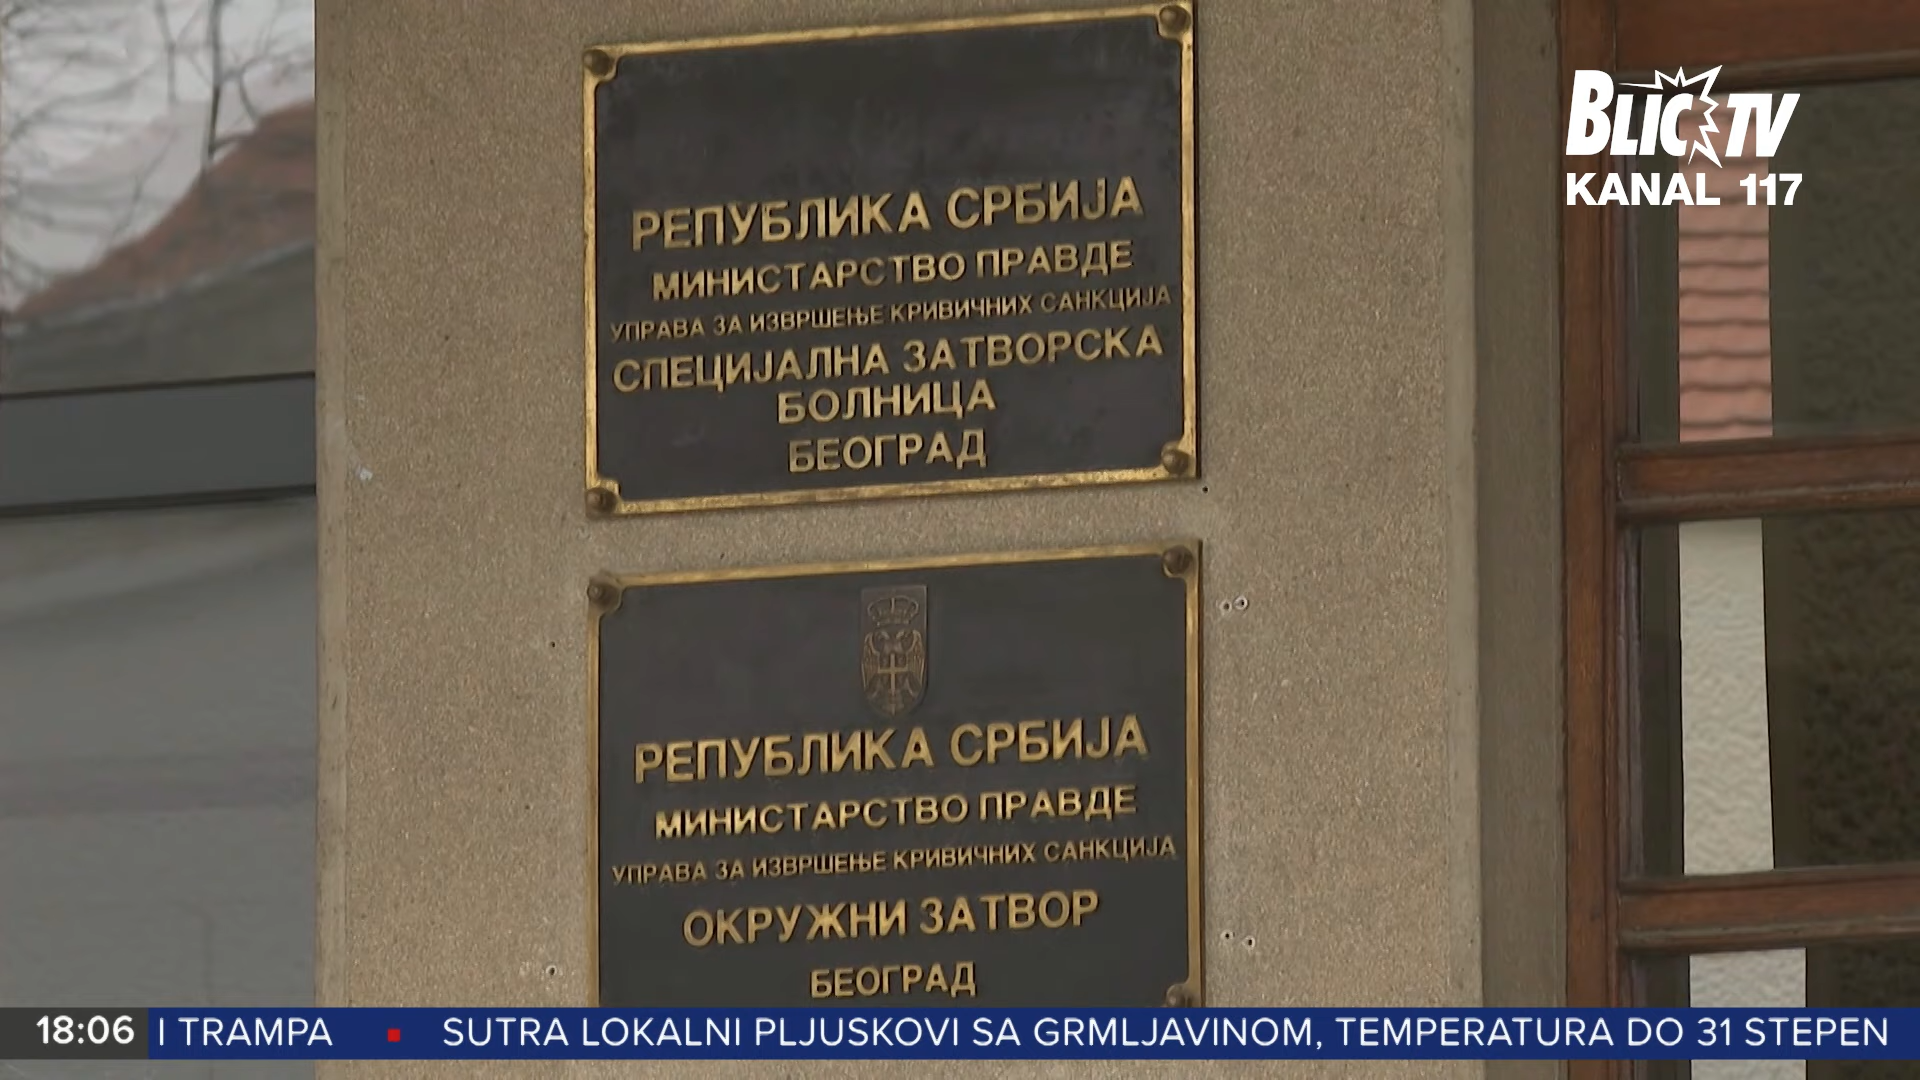 BLIC TV
KANAL 117
РЕПУБЛИКА СРБИЈА
МИНИСТАРСТВО ПРАВДЕ
УПРАВА ЗА ИЗВРШЕЊЕ КРИВИЧНИХ САНКЦИЈА
СПЕЦИЈАЛНА ЗАТВОРСКА
БОЛНИЦА
БЕОГРАД
РЕПУБЛИКА СРБИЈА
МИНИСТАРСТВО ПРАВДЕ
УПРАВА ЗА ИЗВРШЕЊЕ КРИВИЧНИХ САНКЦИЈА
ОКРУЖНИ ЗАТВОР
БЕОГРАД
18:06 I TRAMPA ▪ SUTRA LOKALNI PLJUSKOVI SA GRMLJAVINOM, TEMPERATURA DO 31 STEPEN